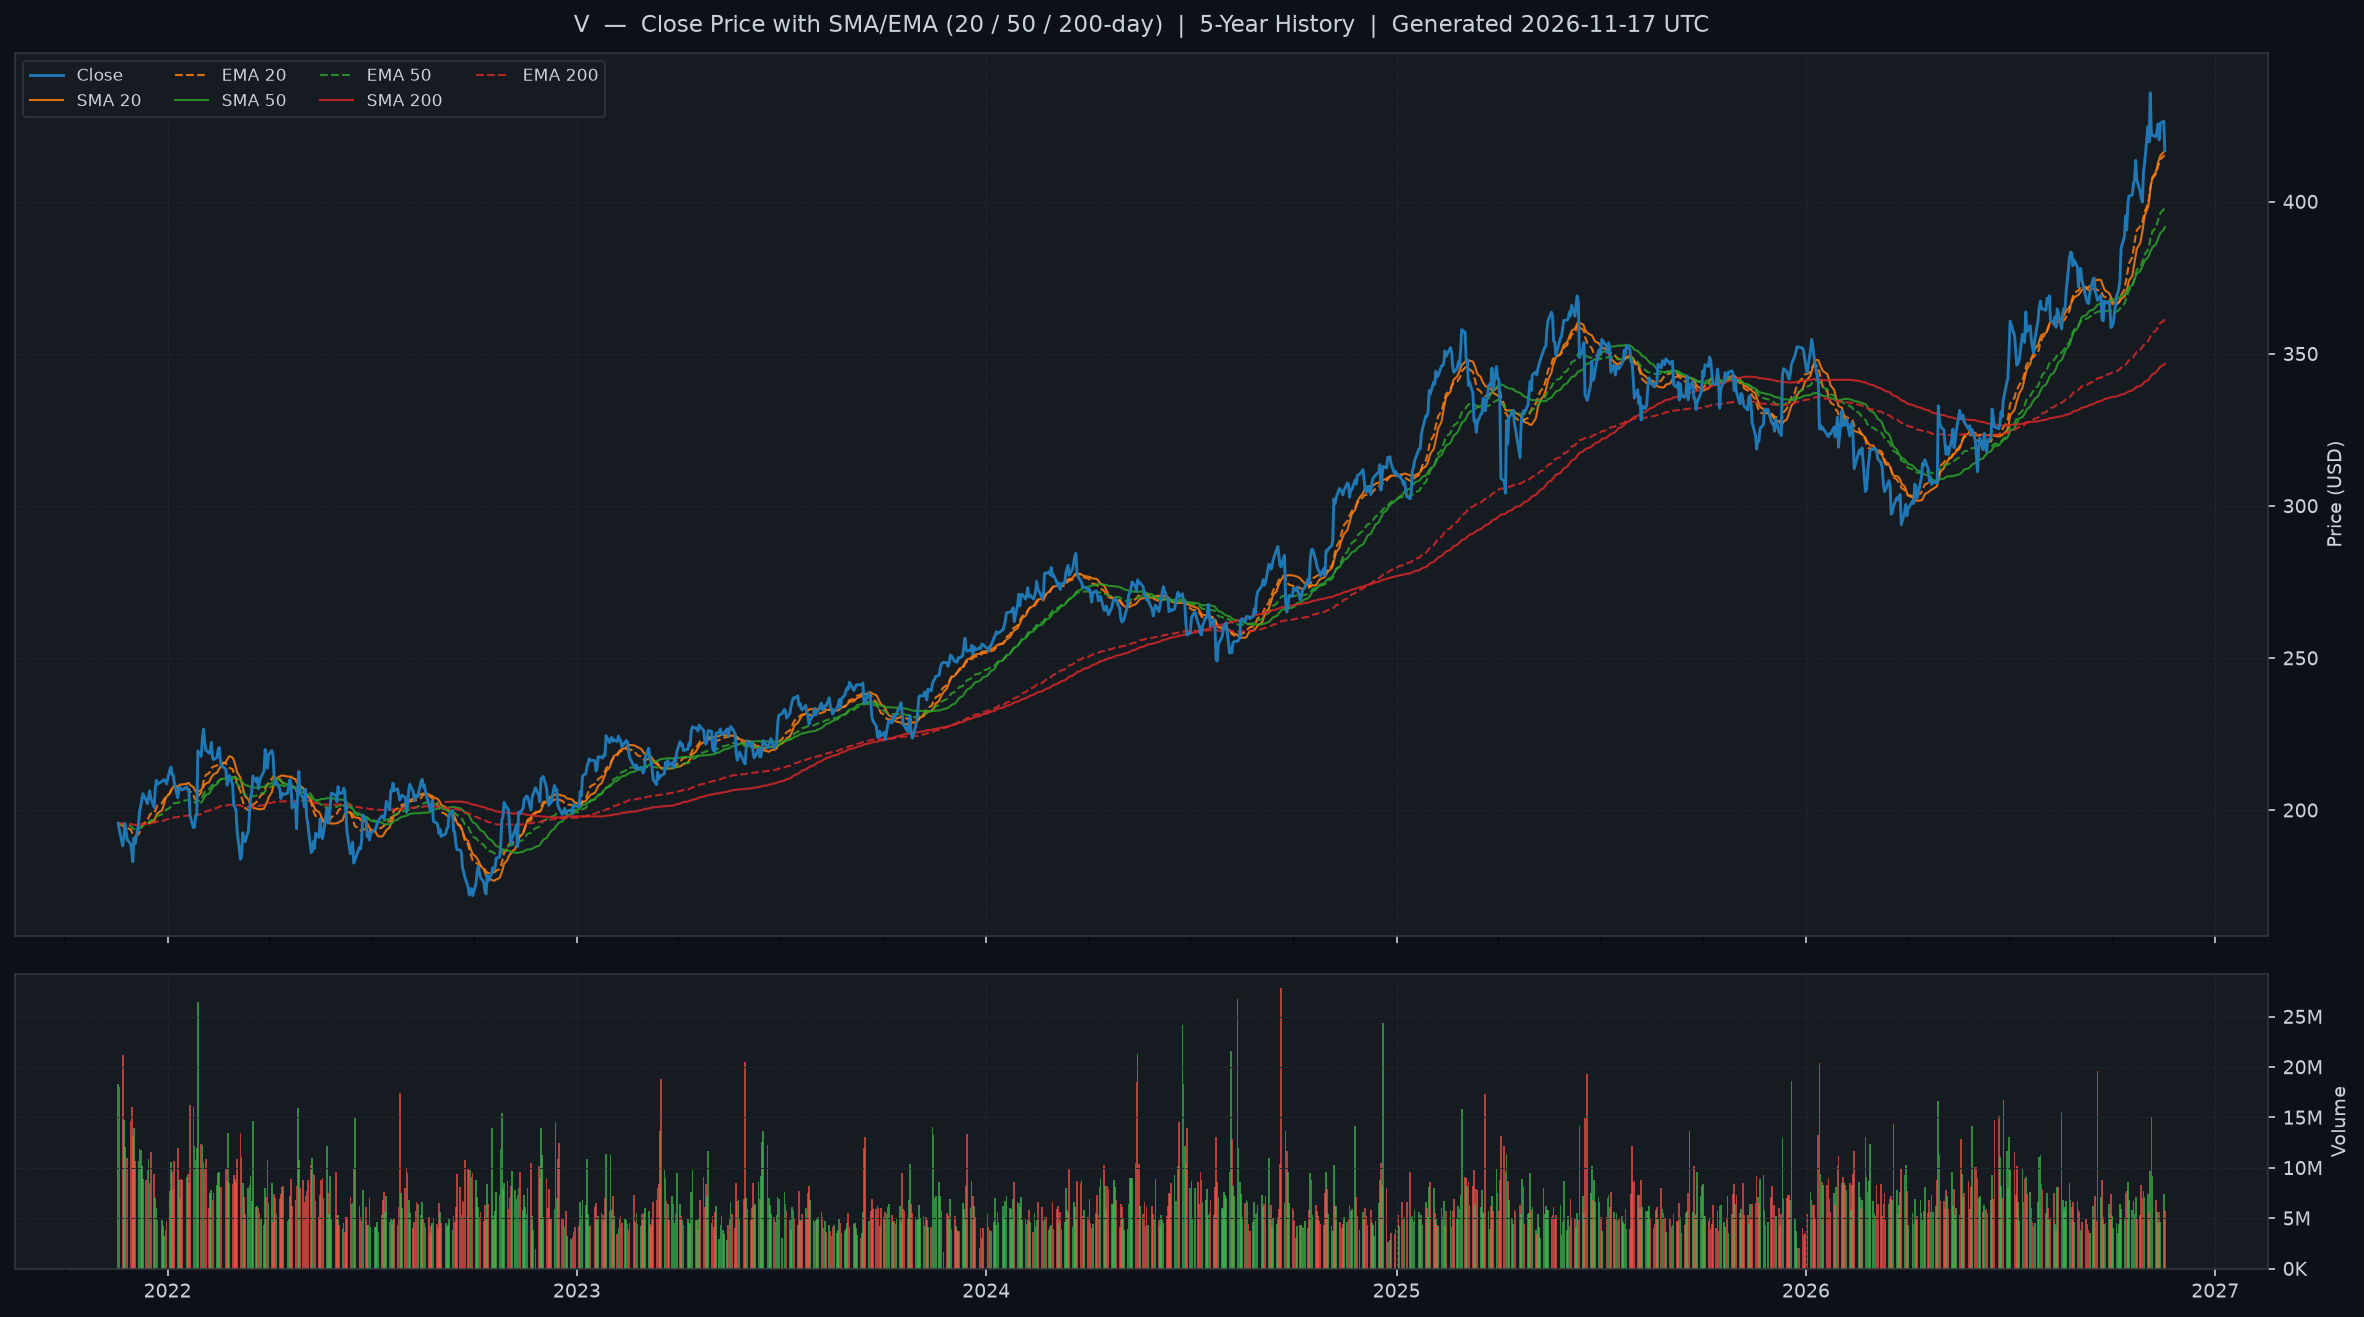 V — Close Price with SMA/EMA (20 / 50 / 200-day) | 5-Year History | Generated 2026-11-17 UTC
Close
EMA 20
EMA 50
EMA 200
SMA 20
SMA 50
SMA 200
400
350
300
250
200
Price (USD)
25M
20M
15M
10M
5M
0K
Volume
2022
2023
2024
2025
2026
2027